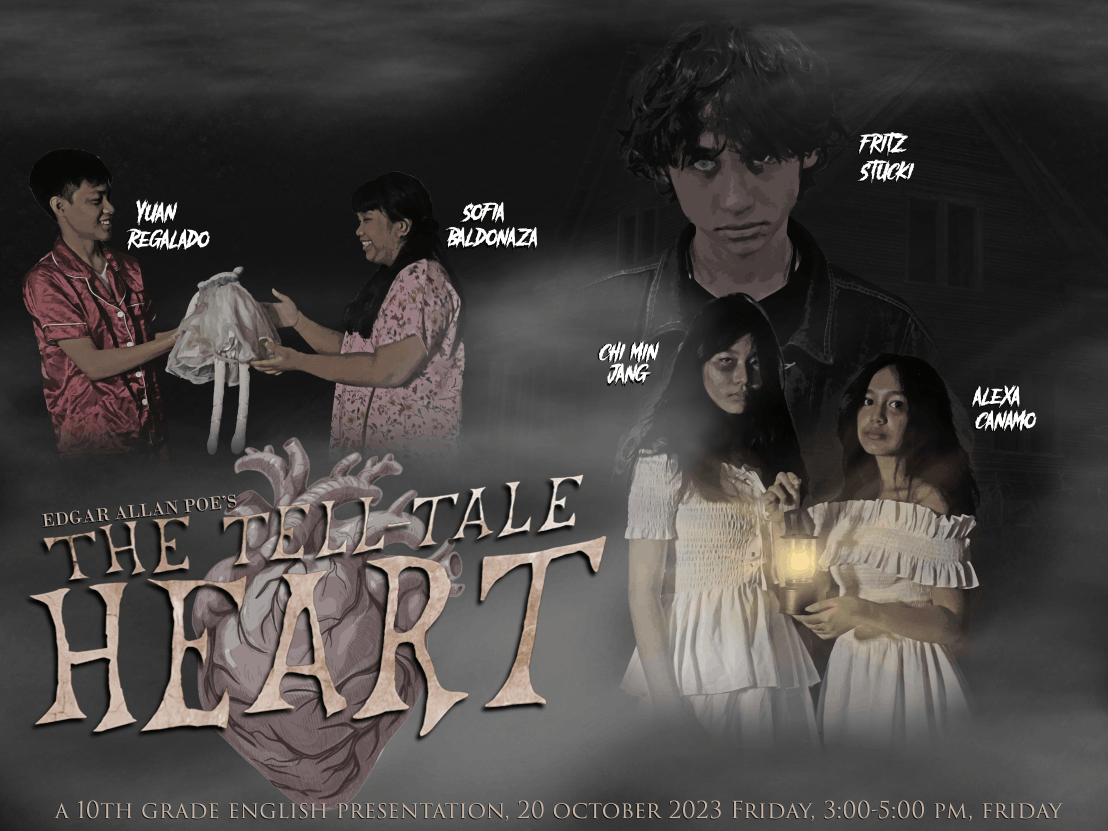 FRITZ
STUCKI
YUAN
REGALADO
SOFIA
BALDONAZA
CHI MIN
JANG
ALEXA
CANAMO
EDGAR ALLAN POE'S
THE TELL-TALE
HEART
A 10TH GRADE ENGLISH PRESENTATION, 20 OCTOBER 2023 FRIDAY, 3:00-5:00 PM, FRIDAY